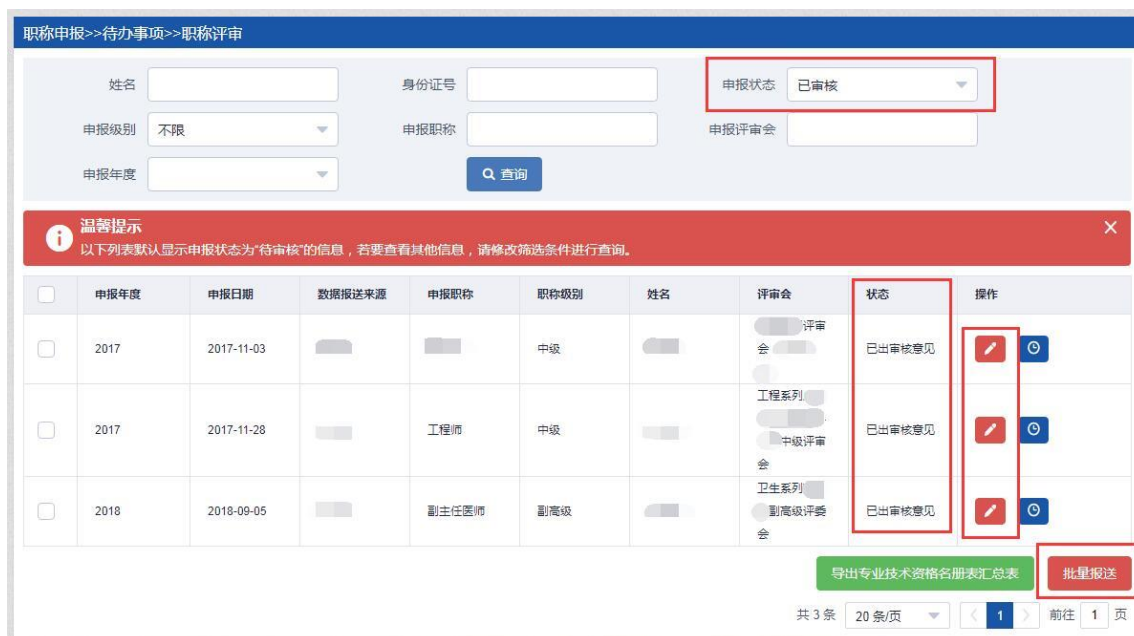 职称申报>>待办事项>>职称评审
姓名 身份证号 申报状态 已审核
申报级别 不限 申报职称 申报评审会
申报年度 查询
温馨提示
以下列表默认显示申报状态为“待审核”的信息，若要查看其他信息，请修改筛选条件进行查询。
申报年度 申报日期 数据报送来源 申报职称 职称级别 姓名 评审会 状态 操作
评审
2017 2017-11-03 中级 会 已出审核意见
工程系列
2017 2017-11-28 工程师 中级 已出审核意见
中级评审
会
卫生系列
2018 2018-09-05 副主任医师 副高级 副高级评委 已出审核意见
会
导出专业技术资格名册表汇总表 批量报送
共 3 条 20 条/页 1 前往 1 页